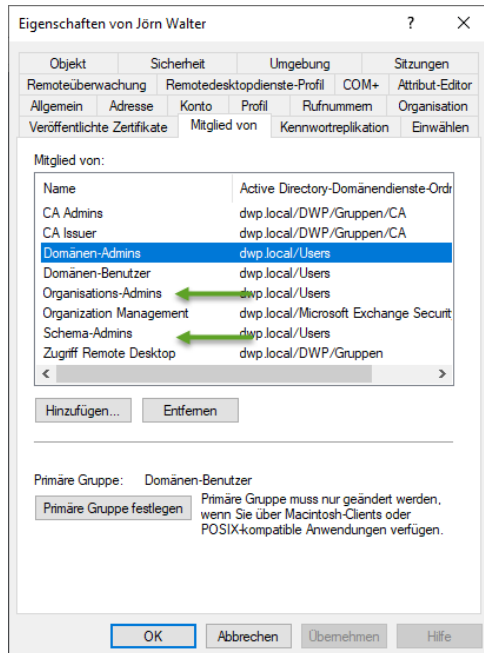 Eigenschaften von Jörn Walter ? ×
Objekt Sicherheit Umgebung Sitzungen
Remoteüberwachung Remotedesktopdienste-Profil COM+ Attribut-Editor
Allgemein Adresse Konto Profil Rufnummern Organisation
Veröffentlichte Zertifikate Mitglied von Kennwortreplikation Einwählen
Mitglied von:
Name Active Directory-Domänendienste-Ordr
CA Admins dwp.local/DWP/Gruppen/CA
CA Issuer dwp.local/DWP/Gruppen/CA
Domänen-Admins dwp.local/Users
Domänen-Benutzer dwp.local/Users
Organisations-Admins dwp.local/Users
Organization Management dwp.local/Microsoft Exchange Securit
Schema-Admins dwp.local/Users
Zugriff Remote Desktop dwp.local/DWP/Gruppen
Hinzufügen... Entfernen
Primäre Gruppe: Domänen-Benutzer
Primäre Gruppe festlegen
Primäre Gruppe muss nur geändert werden,
wenn Sie über Macintosh-Clients oder
POSIX-kompatible Anwendungen verfügen.
OK Abbrechen Übernehmen Hilfe